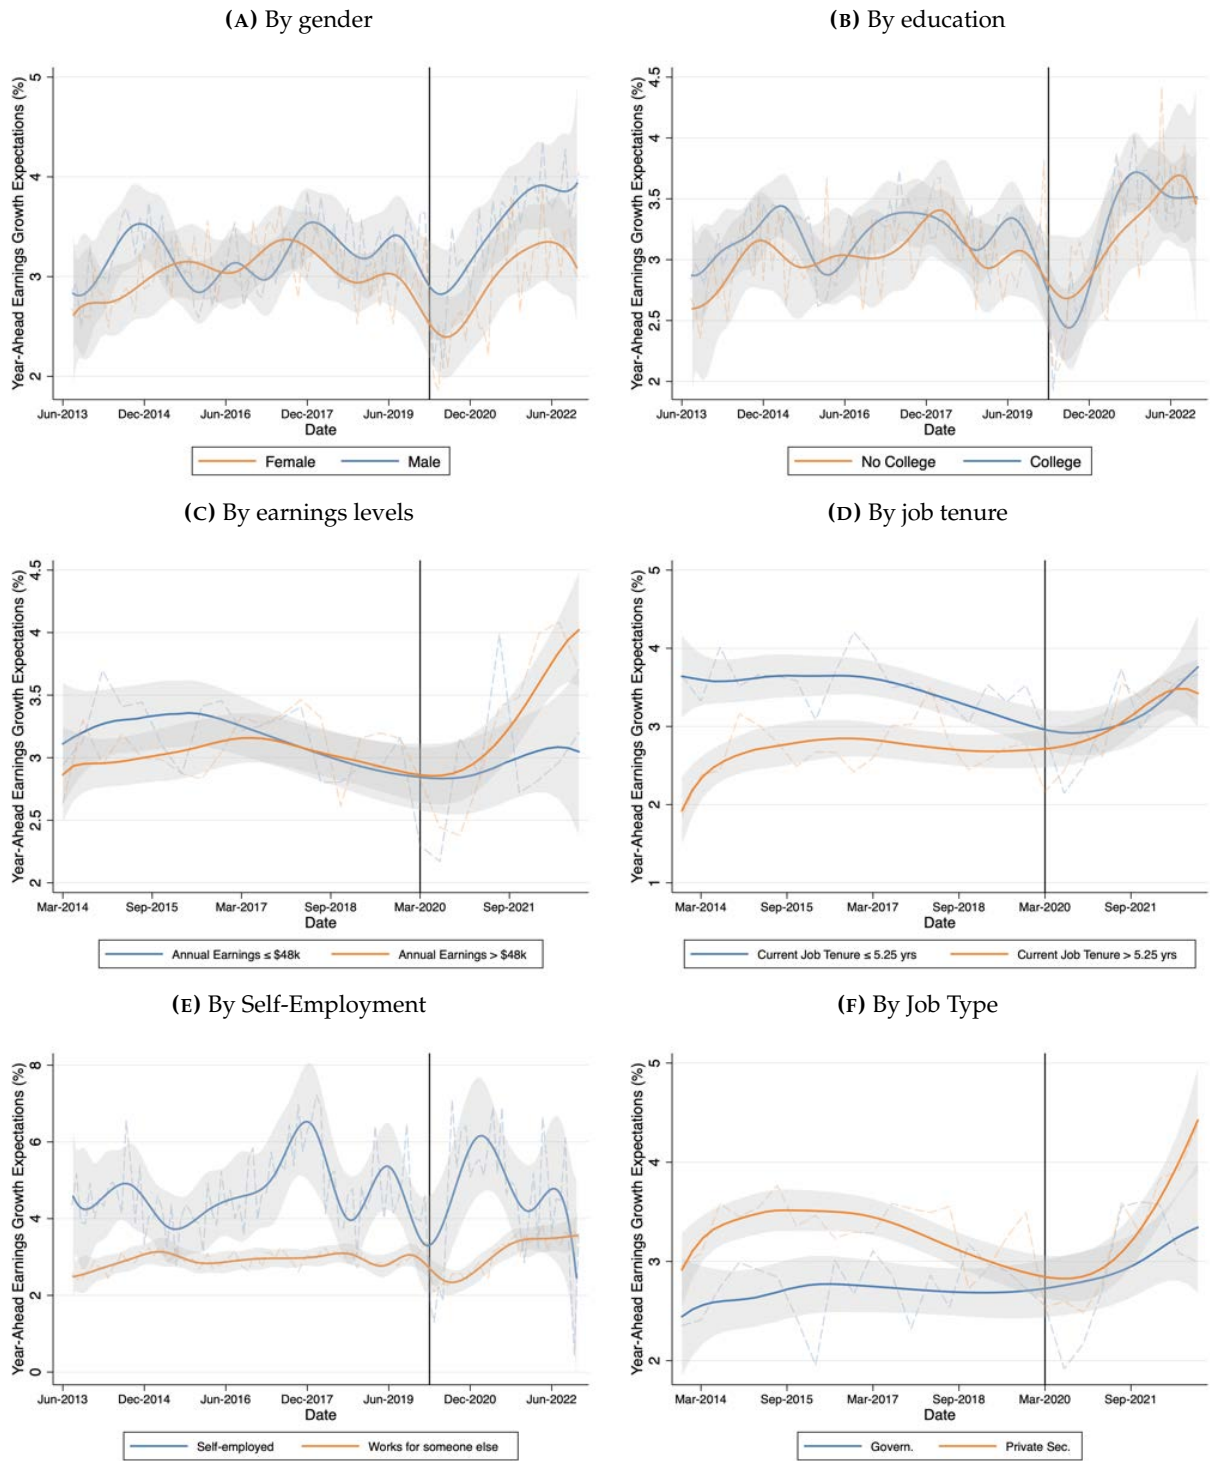 (A) By gender
Year-Ahead Earnings Growth Expectations (%)
5
4
3
2
Jun-2013 Dec-2014 Jun-2016 Dec-2017 Jun-2019 Dec-2020 Jun-2022
Date
Female Male
(B) By education
Year-Ahead Earnings Growth Expectations (%)
4.5
4
3.5
3
2.5
2
Jun-2013 Dec-2014 Jun-2016 Dec-2017 Jun-2019 Dec-2020 Jun-2022
Date
No College College
(C) By earnings levels
Year-Ahead Earnings Growth Expectations (%)
4.5
4
3.5
3
2.5
2
Mar-2014 Sep-2015 Mar-2017 Sep-2018 Mar-2020 Sep-2021
Date
Annual Earnings ≤ $48k Annual Earnings > $48k
(D) By job tenure
Year-Ahead Earnings Growth Expectations (%)
5
4
3
2
1
Mar-2014 Sep-2015 Mar-2017 Sep-2018 Mar-2020 Sep-2021
Date
Current Job Tenure ≤ 5.25 yrs Current Job Tenure > 5.25 yrs
(E) By Self-Employment
Year-Ahead Earnings Growth Expectations (%)
8
6
4
2
0
Jun-2013 Dec-2014 Jun-2016 Dec-2017 Jun-2019 Dec-2020 Jun-2022
Date
Self-employed Works for someone else
(F) By Job Type
Year-Ahead Earnings Growth Expectations (%)
5
4
3
2
Mar-2014 Sep-2015 Mar-2017 Sep-2018 Mar-2020 Sep-2021
Date
Govern. Private Sec.